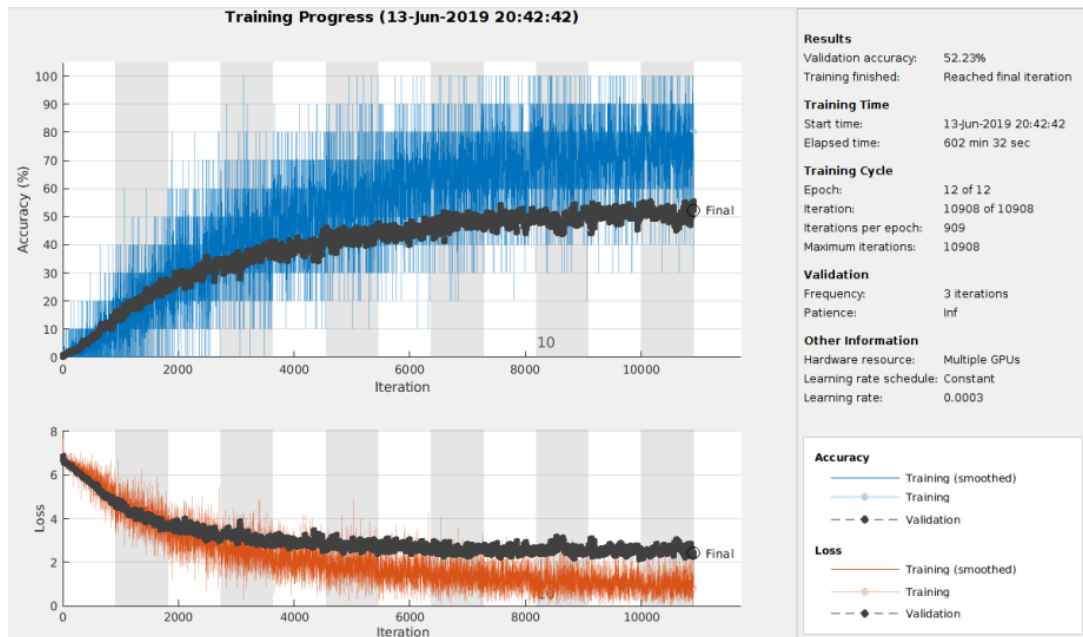 Training Progress (13-Jun-2019 20:42:42)
Accuracy (%)
100
90
80
70
60
50
40
30
20
10
0
Final
10
0
2000
4000
6000
8000
10000
Iteration
Loss
8
6
4
2
0
Final
0
2000
4000
6000
8000
10000
Iteration
Results
Validation accuracy: 52.23%
Training finished: Reached final iteration
Training Time
Start time: 13-Jun-2019 20:42:42
Elapsed time: 602 min 32 sec
Training Cycle
Epoch: 12 of 12
Iteration: 10908 of 10908
Iterations per epoch: 909
Maximum iterations: 10908
Validation
Frequency: 3 iterations
Patience: Inf
Other Information
Hardware resource: Multiple GPUs
Learning rate schedule: Constant
Learning rate: 0.0003
Accuracy
Training (smoothed)
Training
Validation
Loss
Training (smoothed)
Training
Validation